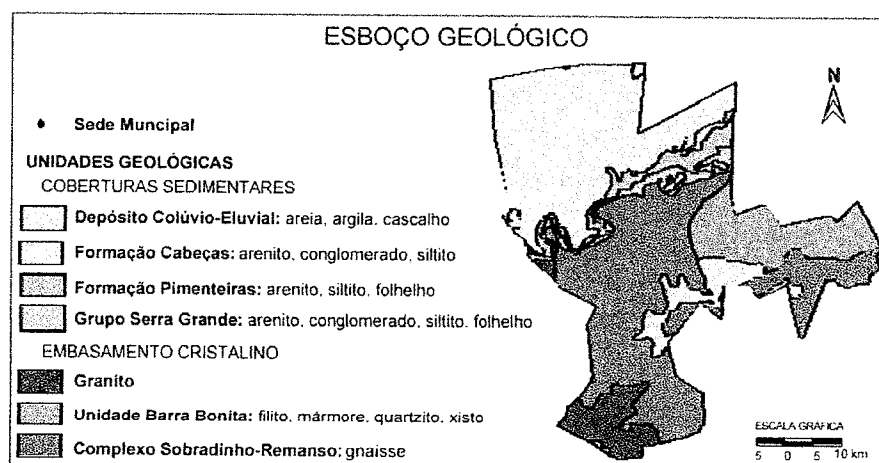 ESBOÇO GEOLÓGICO
N
Sede Muncipal
UNIDADES GEOLÓGICAS
COBERTURAS SEDIMENTARES
Depósito Colúvio-Eluvial: areia, argila, cascalho
Formação Cabeças: arenito, conglomerado, siltito
Formação Pimenteiras: arenito, siltito, folhelho
Grupo Serra Grande: arenito, conglomerado, siltito, folhelho
EMBASAMENTO CRISTALINO
Granito
Unidade Barra Bonita: filito, mármore, quartzito, xisto
Complexo Sobradinho-Remanso: gnaisse
ESCALA GRÁFICA
5 0 5 10 km